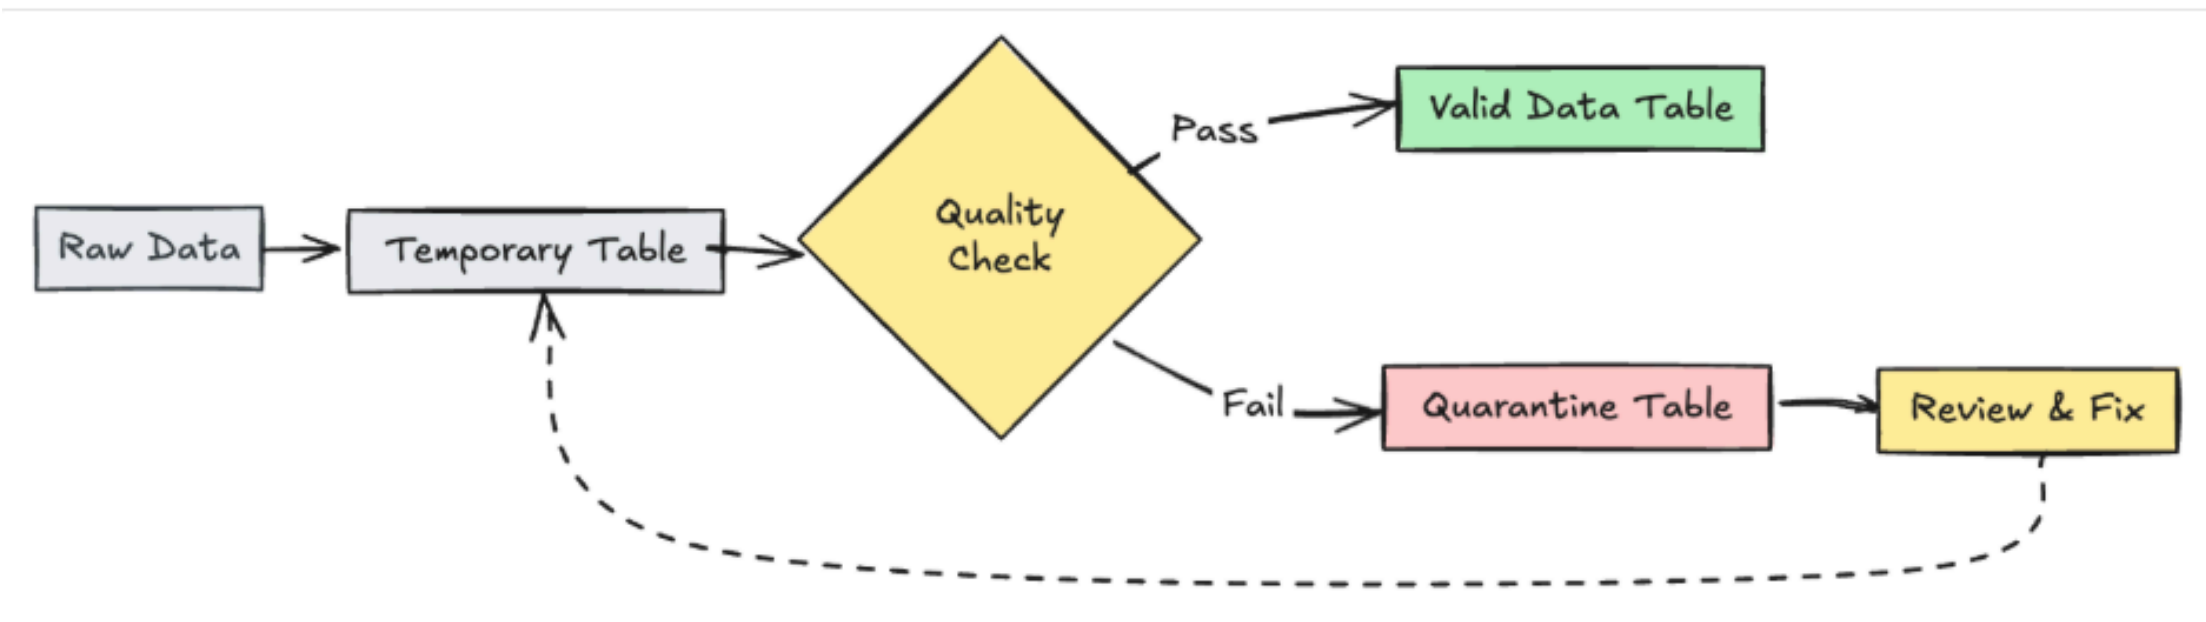 Raw Data
Temporary Table
Quality
Check
Pass
Valid Data Table
Fail
Quarantine Table
Review & Fix